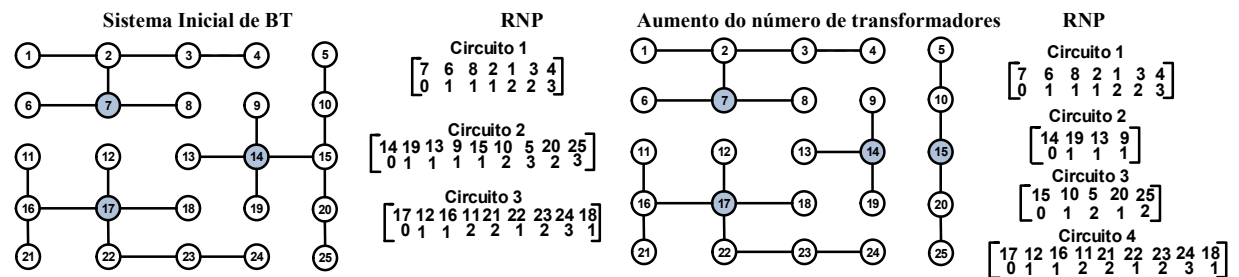 Sistema Inicial de BT
RNP
Aumento do número de transformadores
RNP
1 2 3 4 5
6 7 8 9 10
11 12 13 14 15
16 17 18 19 20
21 22 23 24 25
Circuito 1
7 6 8 2 1 3 4
0 1 1 1 2 2 3
Circuito 2
14 19 13 9 15 10 5 20 25
0 1 1 1 1 2 3 2 3
Circuito 3
17 12 16 11 21 22 23 24 18
0 1 1 2 2 1 2 3 1
1 2 3 4 5
6 7 8 9 10
11 12 13 14 15
16 17 18 19 20
21 22 23 24 25
Circuito 1
7 6 8 2 1 3 4
0 1 1 1 2 2 3
Circuito 2
14 19 13 9
0 1 1 1
Circuito 3
15 10 5 20 25
0 1 2 1 2
Circuito 4
17 12 16 11 21 22 23 24 18
0 1 1 2 2 1 2 3 1